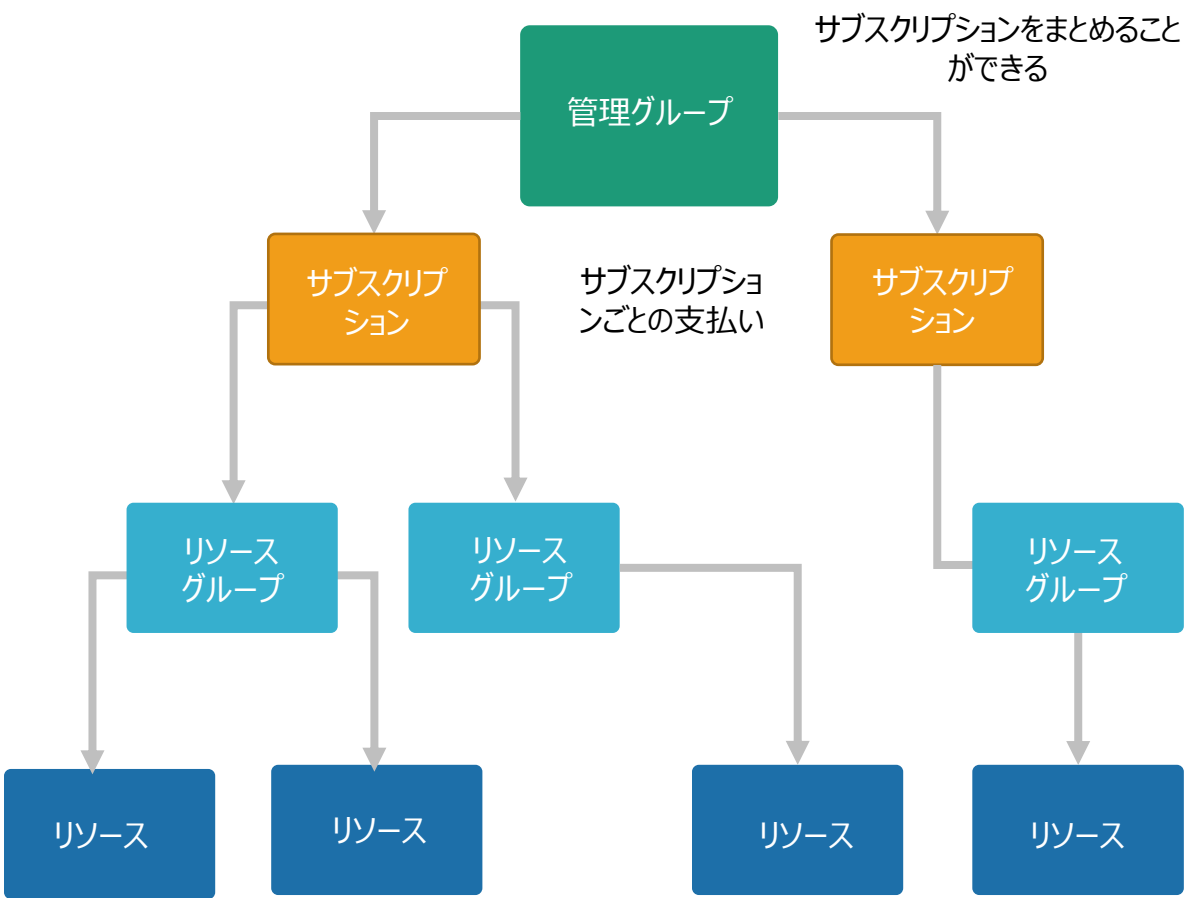 サブスクリプションをまとめること
ができる
管理グループ
サブスクリプ
ション
サブスクリプショ
ンごとの支払い
サブスクリプ
ション
リソース
グループ
リソース
グループ
リソース
グループ
リソース
リソース
リソース
リソース